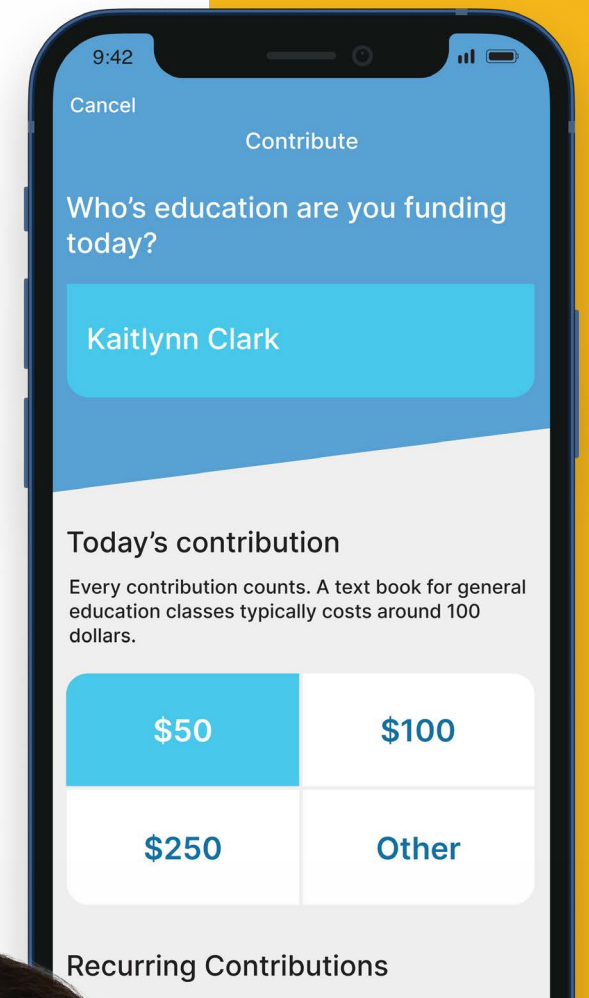 9:42
Cancel
Contribute
Who’s education are you funding
today?
Kaitlynn Clark
Today’s contribution
Every contribution counts. A text book for general
education classes typically costs around 100
dollars.
$50
$100
$250
Other
Recurring Contributions